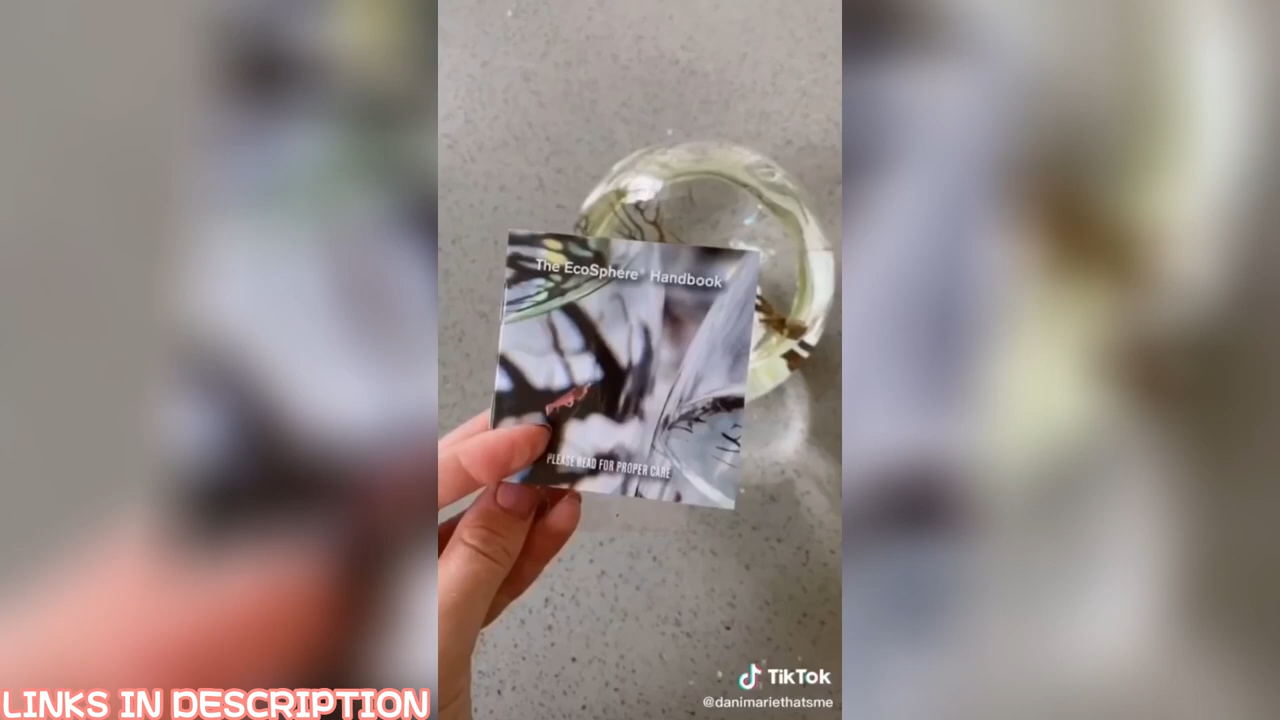 The EcoSphere® Handbook
PLEASE READ FOR PROPER CARE
TikTok
@danimariethatsme
LINKS IN DESCRIPTION